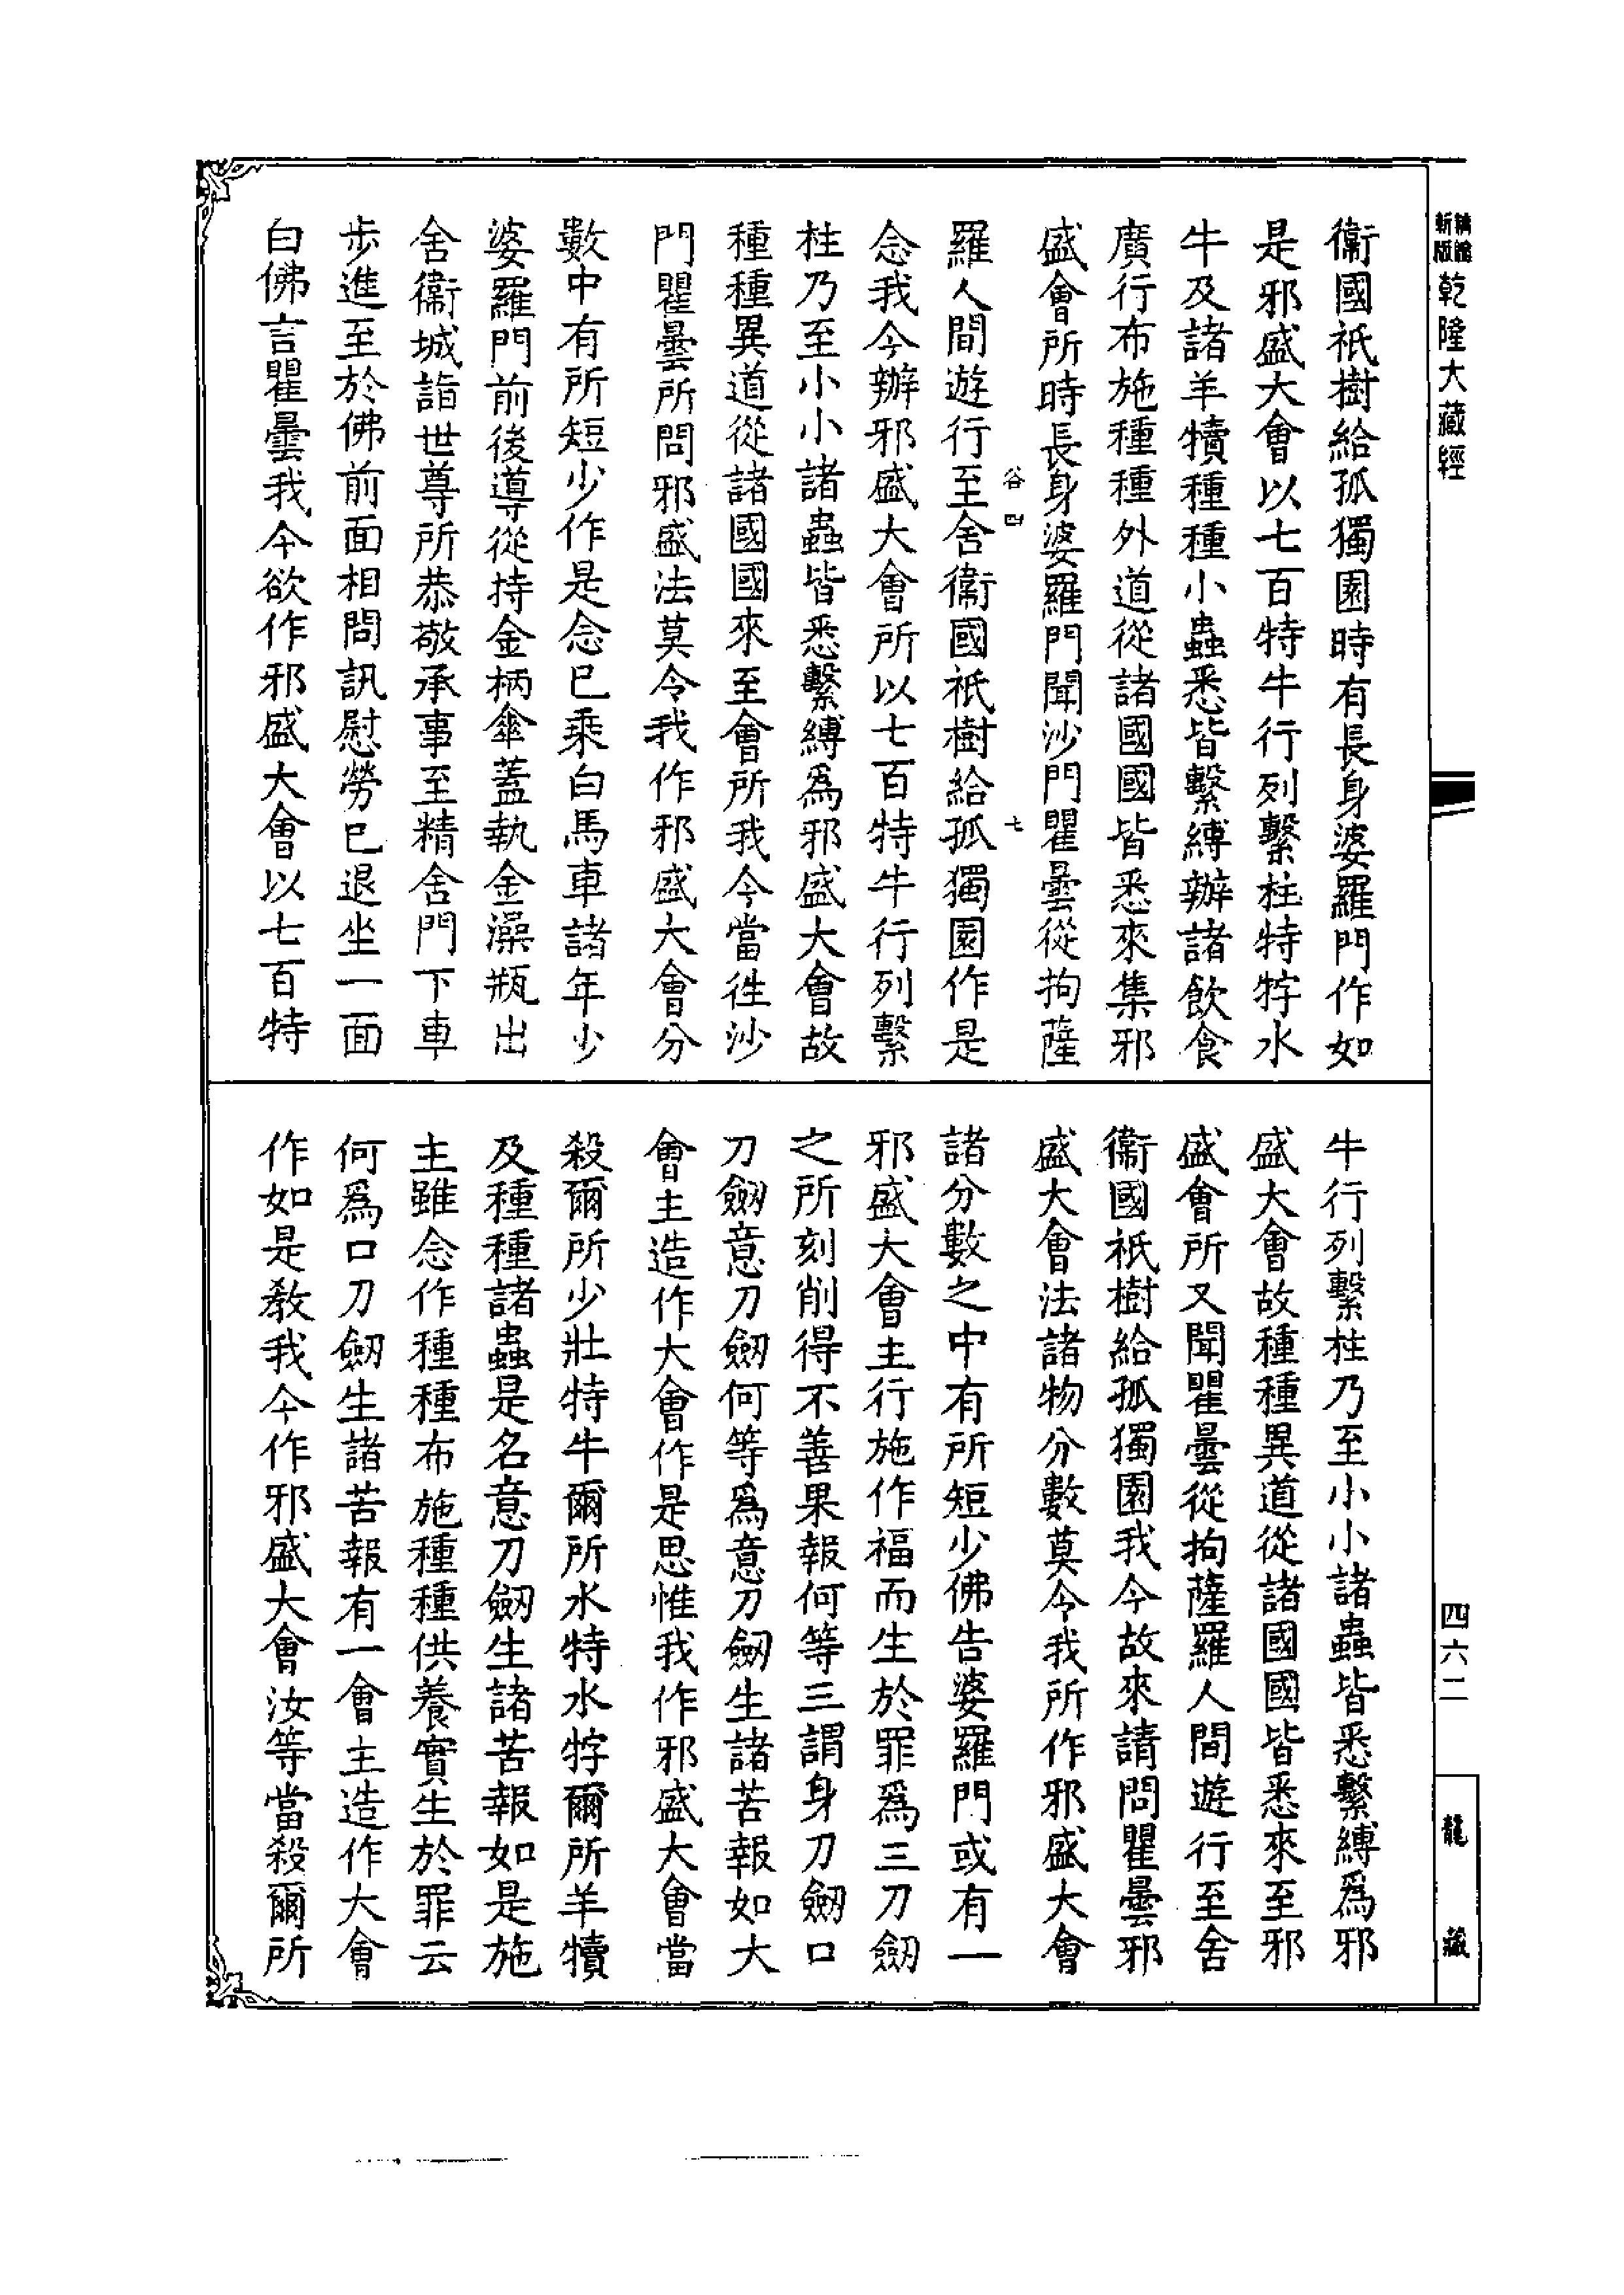 精編
新版
乾隆大藏經
四六二
龍藏
衞國祇樹給孤獨園時有長身婆羅門作如
是邪盛大會以七百特牛行列繫柱特牸水
牛及諸羊犢種種小蟲悉皆繫縛辦諸飲食
廣行布施種種外道從諸國國皆悉來集邪
盛會所時長身婆羅門聞沙門瞿曇從拘薩
谷四 七
羅人間遊行至舍衞國祇樹給孤獨園作是
念我今辦邪盛大會所以七百特牛行列繫
柱乃至小小諸蟲皆悉繫縛爲邪盛大會故
種種異道從諸國國來至會所我今當徃沙
門瞿曇所問邪盛法莫令我作邪盛大會分
數中有所短少作是念已乘白馬車諸年少
婆羅門前後導從持金柄傘蓋執金澡瓶出
舍衞城詣世尊所恭敬承事至精舍門下車
步進至於佛前面相問訊慰勞已退坐一面
白佛言瞿曇我今欲作邪盛大會以七百特
牛行列繫柱乃至小小諸蟲皆悉繫縛爲邪
盛大會故種種異道從諸國國皆悉來至邪
盛會所又聞瞿曇從拘薩羅人間遊行至舍
衞國祇樹給孤獨園我今故來請問瞿曇邪
盛大會法諸物分數莫令我所作邪盛大會
諸分數之中有所短少佛告婆羅門或有一
邪盛大會主行施作福而生於罪爲三刀劒
之所刻削得不善果報何等三謂身刀劒口
刀劒意刀劒何等爲意刀劒生諸苦報如大
會主造作大會作是思惟我作邪盛大會當
殺爾所少壯特牛爾所水特水牸爾所羊犢
及種種諸蟲是名意刀劒生諸苦報如是施
主雖念作種種布施種種供養實生於罪云
何爲口刀劒生諸苦報有一會主造作大會
作如是教我今作邪盛大會汝等當殺爾所